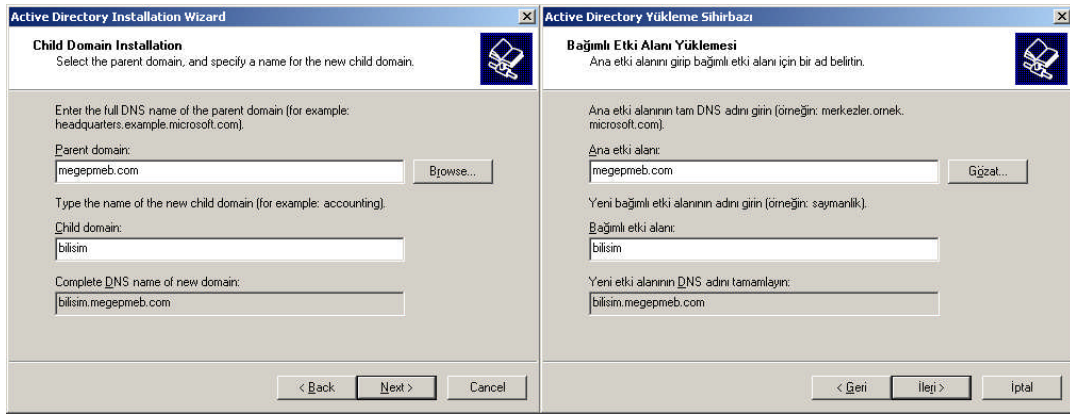 Active Directory Installation Wizard
Child Domain Installation
Select the parent domain, and specify a name for the new child domain.
Enter the full DNS name of the parent domain (for example:
headquarters.example.microsoft.com).
Parent domain:
megepmeb.com
Browse...
Type the name of the new child domain (for example: accounting).
Child domain:
bilisim
Complete DNS name of new domain:
bilisim.megepmeb.com
< Back
Next >
Cancel
Active Directory Yükleme Sihirbazı
Bağımlı Etki Alanı Yüklemesi
Ana etki alanını girip bağımlı etki alanı için bir ad belirtin.
Ana etki alanının tam DNS adını girin (örneğin: merkezler.ornek.
microsoft.com).
Ana etki alanı:
megepmeb.com
Gözat...
Yeni bağımlı etki alanının adını girin (örneğin: saymanlik).
Bağımlı etki alanı:
bilisim
Yeni etki alanının DNS adını tamamlayın:
bilisim.megepmeb.com
< Geri
İleri >
İptal